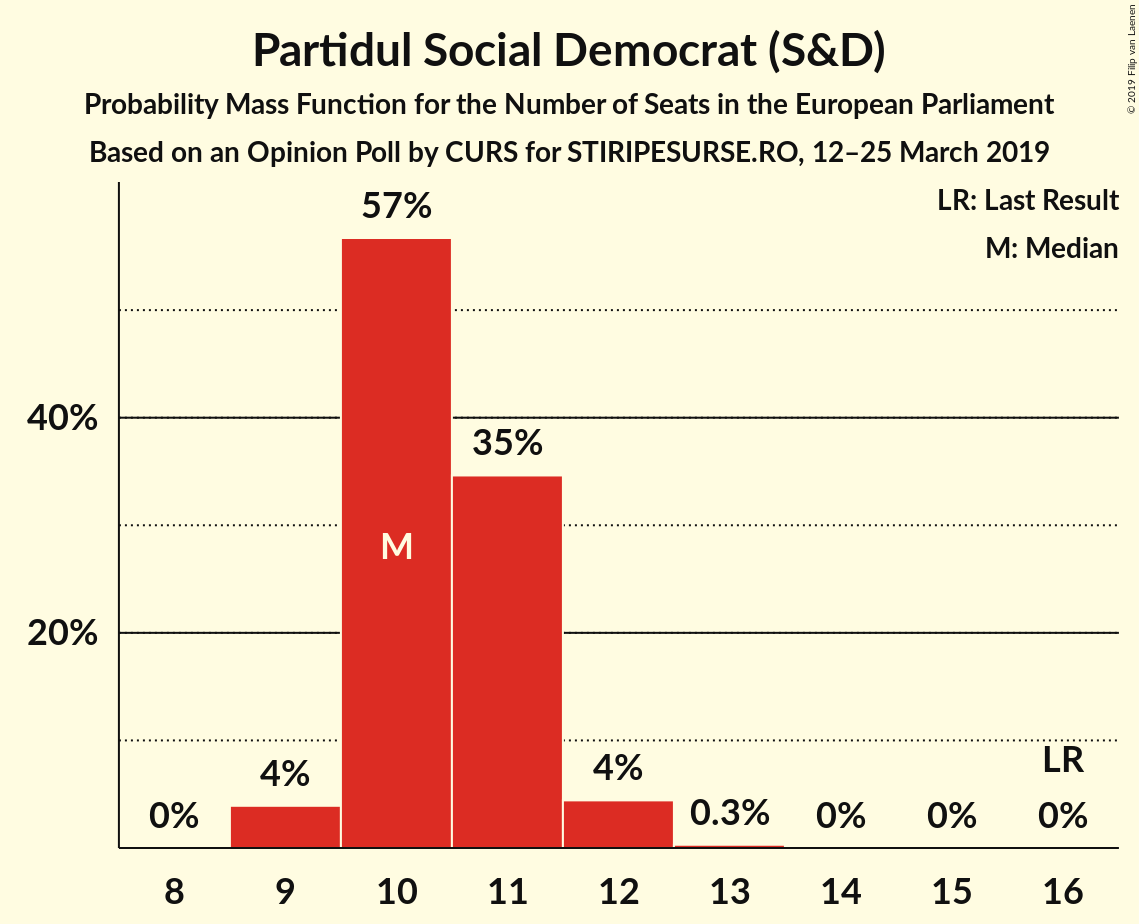 Partidul Social Democrat (S&D)
Probability Mass Function for the Number of Seats in the European Parliament
Based on an Opinion Poll by CURS for STIRIPESURSE.RO, 12–25 March 2019
© 2019 Filip van Laenen
LR: Last Result
M: Median
57%
40%
35%
M
20%
LR
0%
4%
4%
0.3%
0%
0%
0%
8
9
10
11
12
13
14
15
16